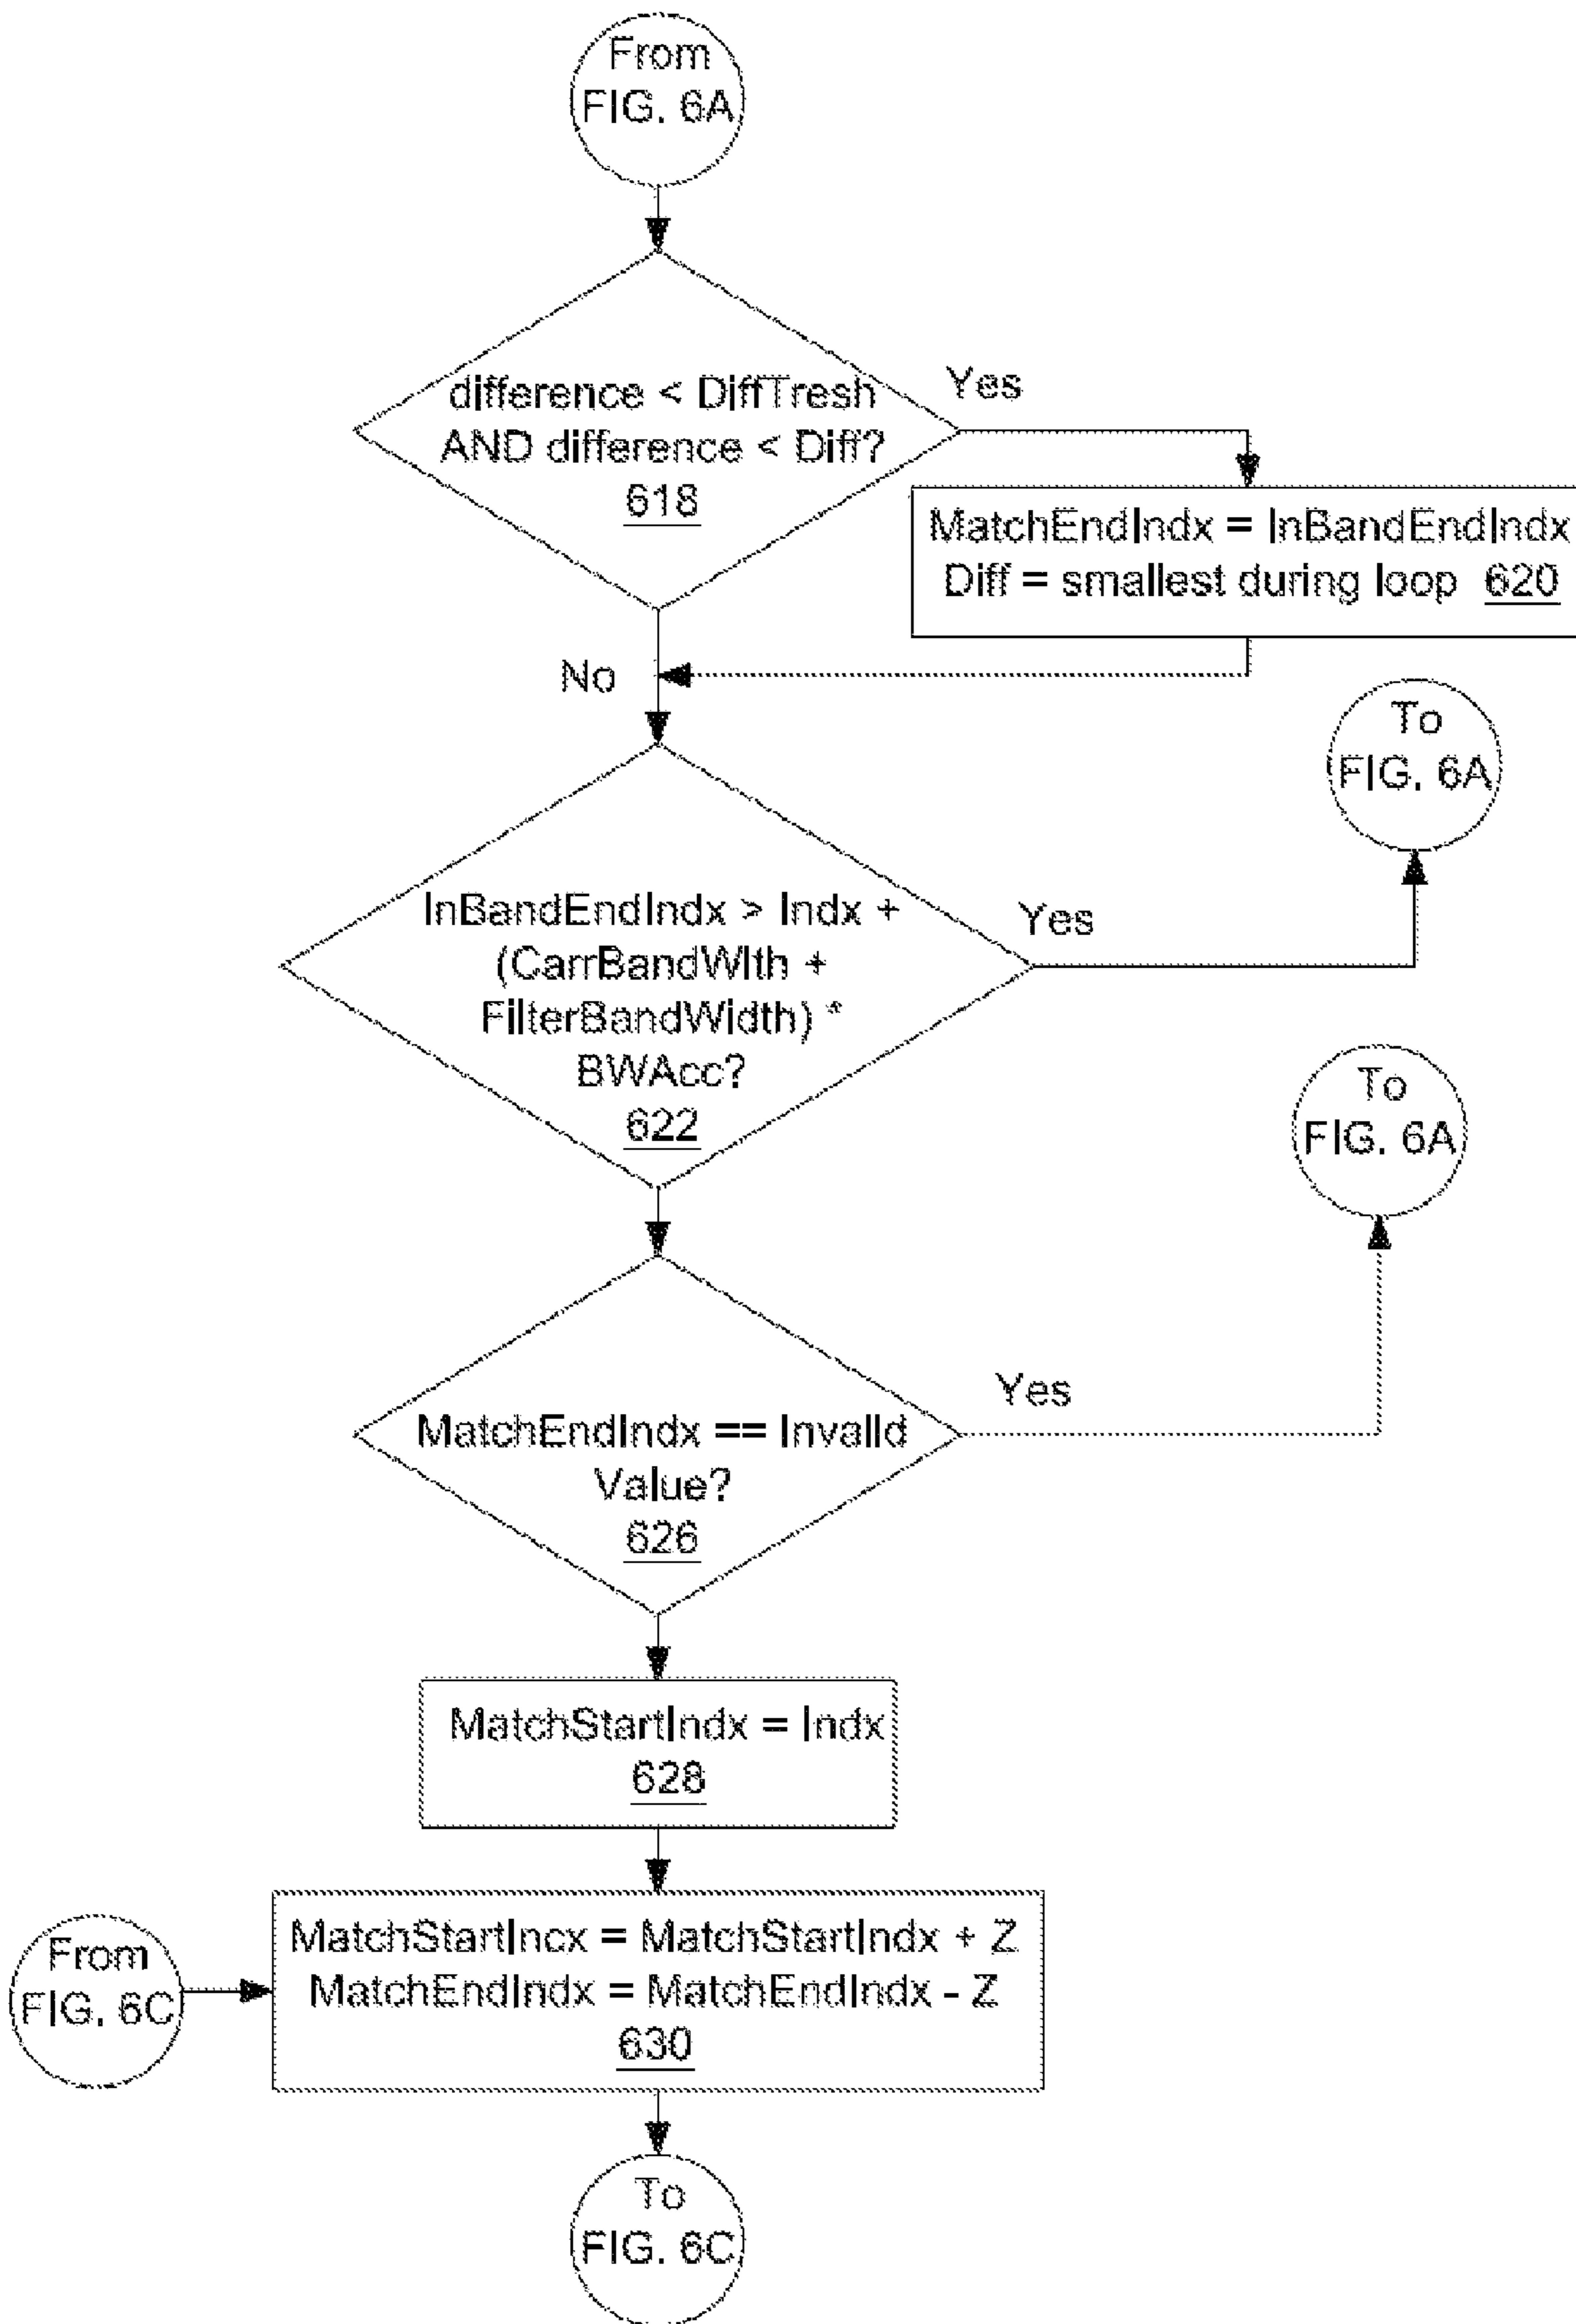 From
FIG. 6A
difference < DiffTresh
AND difference < Diff?
618
Yes
MatchEndIndx = InBandEndIndx
Diff = smallest during loop 620
No
To
FIG. 6A
InBandEndIndx > Indx +
(CarrBandWith +
FilterBandWidth) *
BWAcc?
622
Yes
To
FIG. 6A
MatchEndIndx == Invalid
Value?
626
Yes
MatchStartIndx = Indx
628
From
FIG. 6C
MatchStartIncx = MatchStartIndx + Z
MatchEndIndx = MatchEndIndx - Z
630
To
FIG. 6C